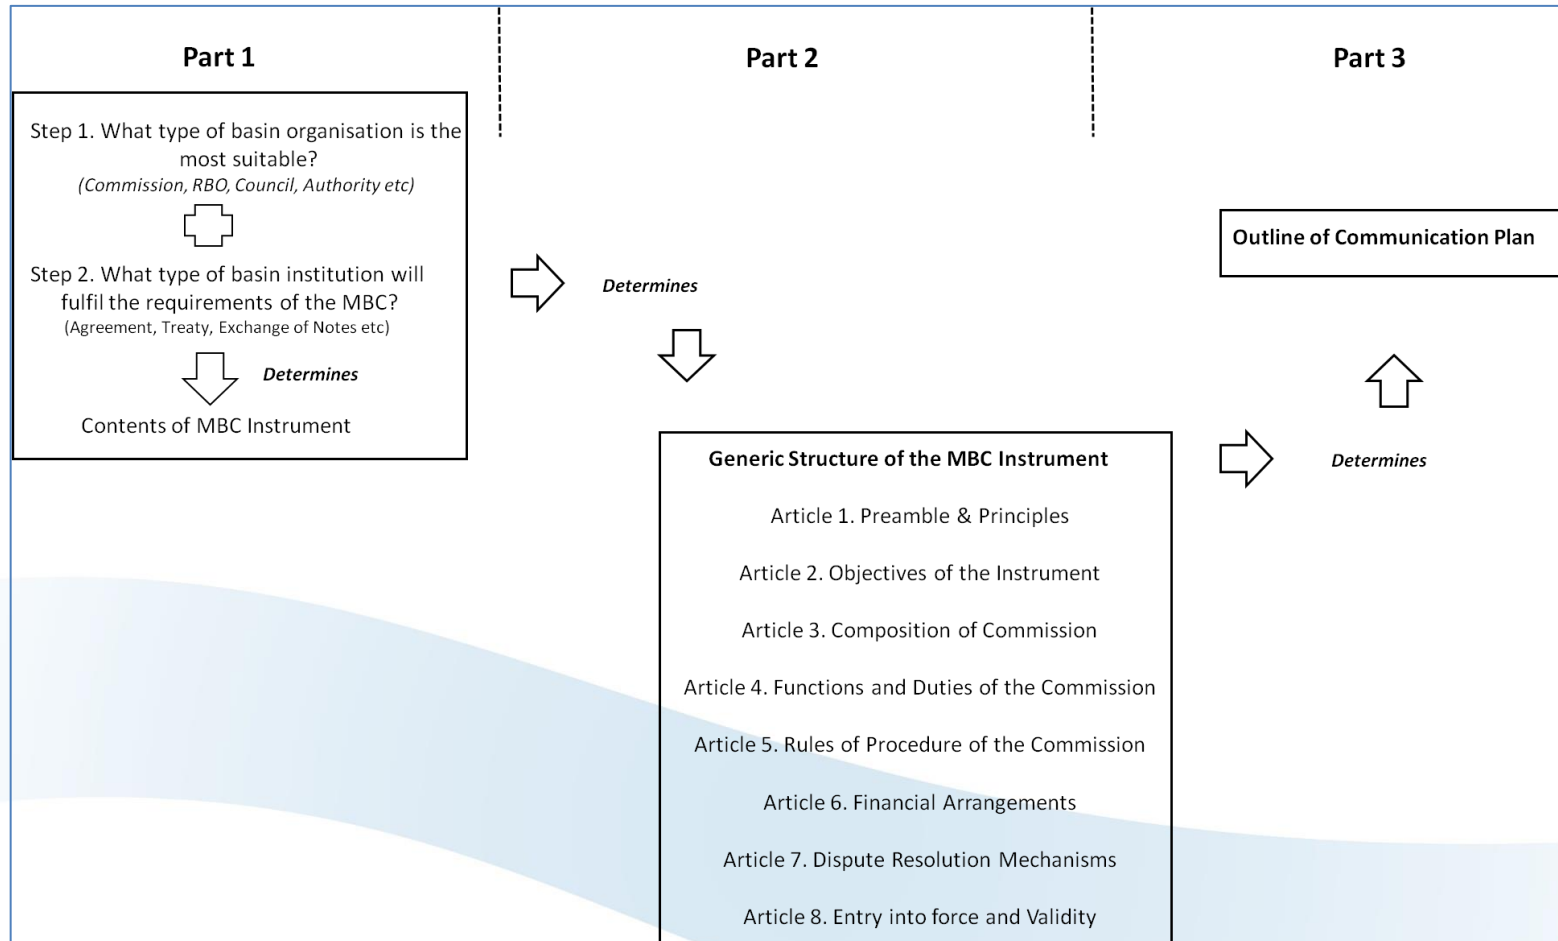 Part 1
Part 2
Part 3
Step 1. What type of basin organisation is the
most suitable?
(Commission, RBO, Council, Authority etc)
Step 2. What type of basin institution will
fulfil the requirements of the MBC?
(Agreement, Treaty, Exchange of Notes etc)
Determines
Contents of MBC Instrument
Determines
Generic Structure of the MBC Instrument
Article 1. Preamble & Principles
Article 2. Objectives of the Instrument
Article 3. Composition of Commission
Article 4. Functions and Duties of the Commission
Article 5. Rules of Procedure of the Commission
Article 6. Financial Arrangements
Article 7. Dispute Resolution Mechanisms
Article 8. Entry into force and Validity
Determines
Outline of Communication Plan